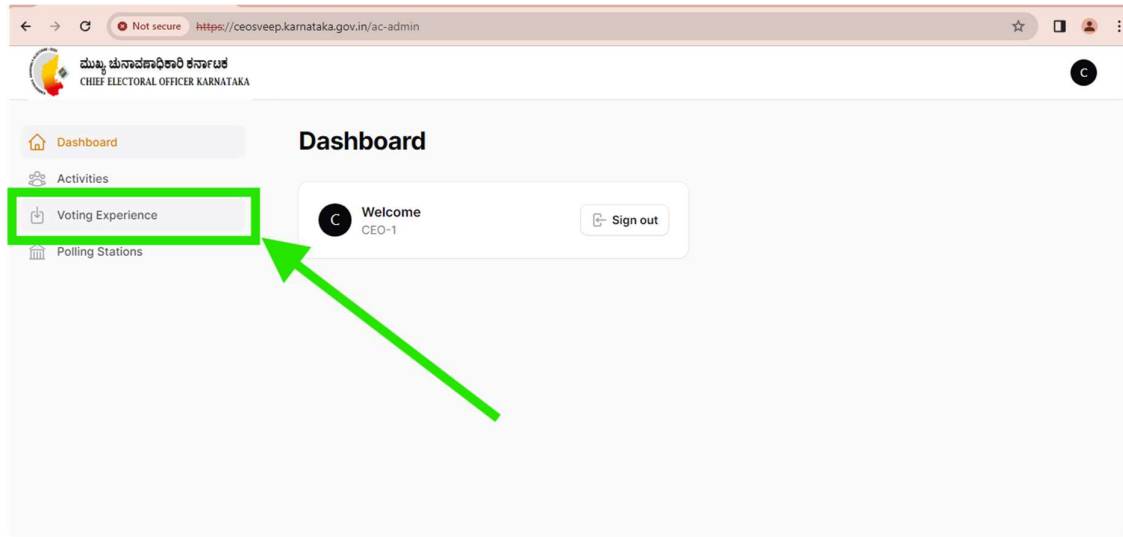 Not secure https://ceosveep.karnataka.gov.in/ac-admin
ಮುಖ್ಯ ಚುನಾವಣಾಧಿಕಾರಿ ಕರ್ನಾಟಕ
CHIEF ELECTORAL OFFICER KARNATAKA
C
Dashboard
Activities
Voting Experience
Polling Stations
Dashboard
C
Welcome
CEO-1
Sign out